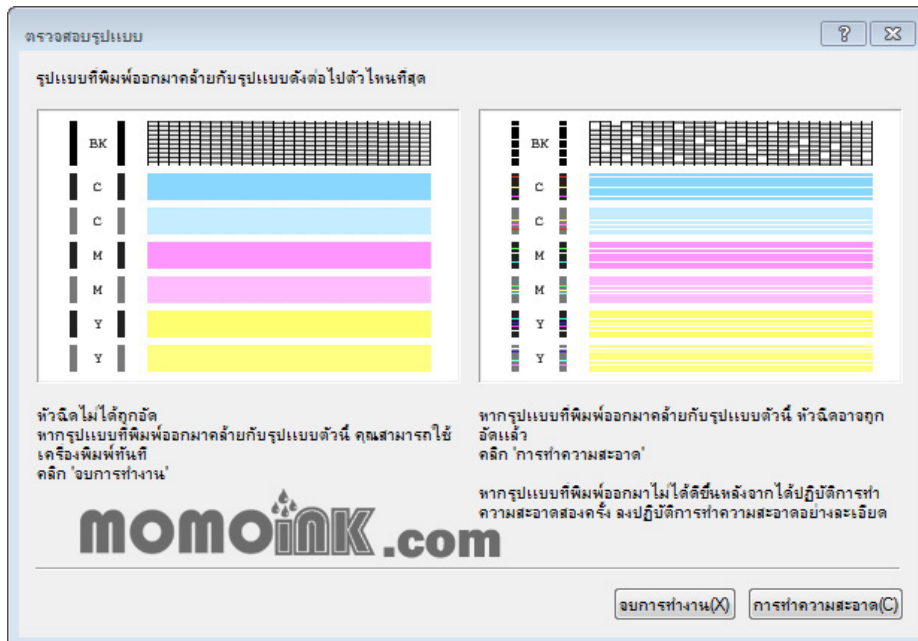 ตรวจสอบรูปแบบ
รูปแบบที่พิมพ์ออกมาคล้ายกับรูปแบบดังต่อไปตัวไหนที่สุด
BK
C
C
M
M
Y
Y
BK
C
C
M
M
Y
Y
หัวฉีดไม่ได้ถูกอัด
หากรูปแบบที่พิมพ์ออกมาคล้ายกับรูปแบบตัวนี้ คุณสามารถใช้
เครื่องพิมพ์ทันที
คลิก 'จบการทำงาน'
หากรูปแบบที่พิมพ์ออกมาคล้ายกับรูปแบบตัวนี้ หัวฉีดอาจถูก
อัดแล้ว
คลิก 'การทำความสะอาด'
หากรูปแบบที่พิมพ์ออกมาไม่ได้ดีขึ้นหลังจากได้ปฏิบัติการทำ
ความสะอาดสองครั้ง จงปฏิบัติการทำความสะอาดอย่างละเอียด
momoink.com
จบการทำงาน(X)
การทำความสะอาด(C)